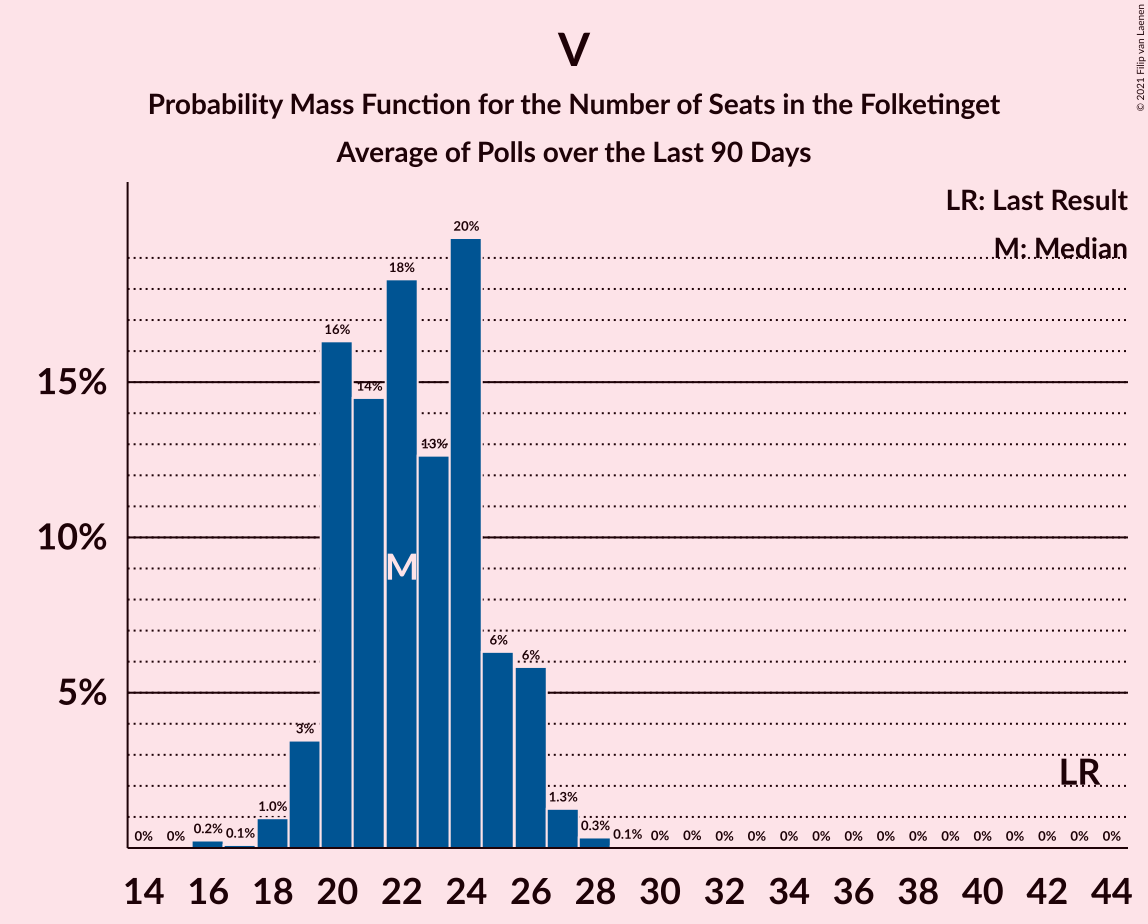 V
Probability Mass Function for the Number of Seats in the Folketinget
Average of Polls over the Last 90 Days
© 2021 Filip van Laenen
LR: Last Result
M: Median
20%
18%
16%
15%
14%
13%
10%
M
6%
6%
5%
3%
LR
1.3%
1.0%
0% 0% 0.2% 0.1% 0.3% 0.1% 0% 0% 0% 0% 0% 0% 0% 0% 0% 0% 0% 0% 0% 0% 0%
14 16 18 20 22 24 26 28 30 32 34 36 38 40 42 44